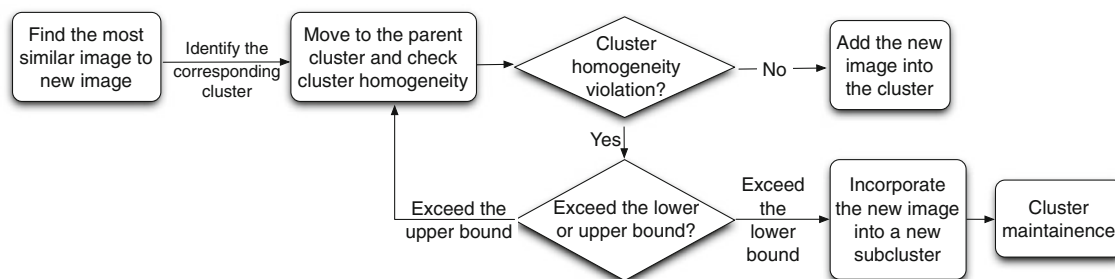 Find the most
similar image to
new image
Identify the
corresponding
cluster
Move to the parent
cluster and check
cluster homogeneity
Cluster
homogeneity
violation?
No
Add the new
image into
the cluster
Yes
Exceed the
upper bound
Exceed the lower
or upper bound?
Exceed
the
lower
bound
Incorporate
the new image
into a new
subcluster
Cluster
maintainence